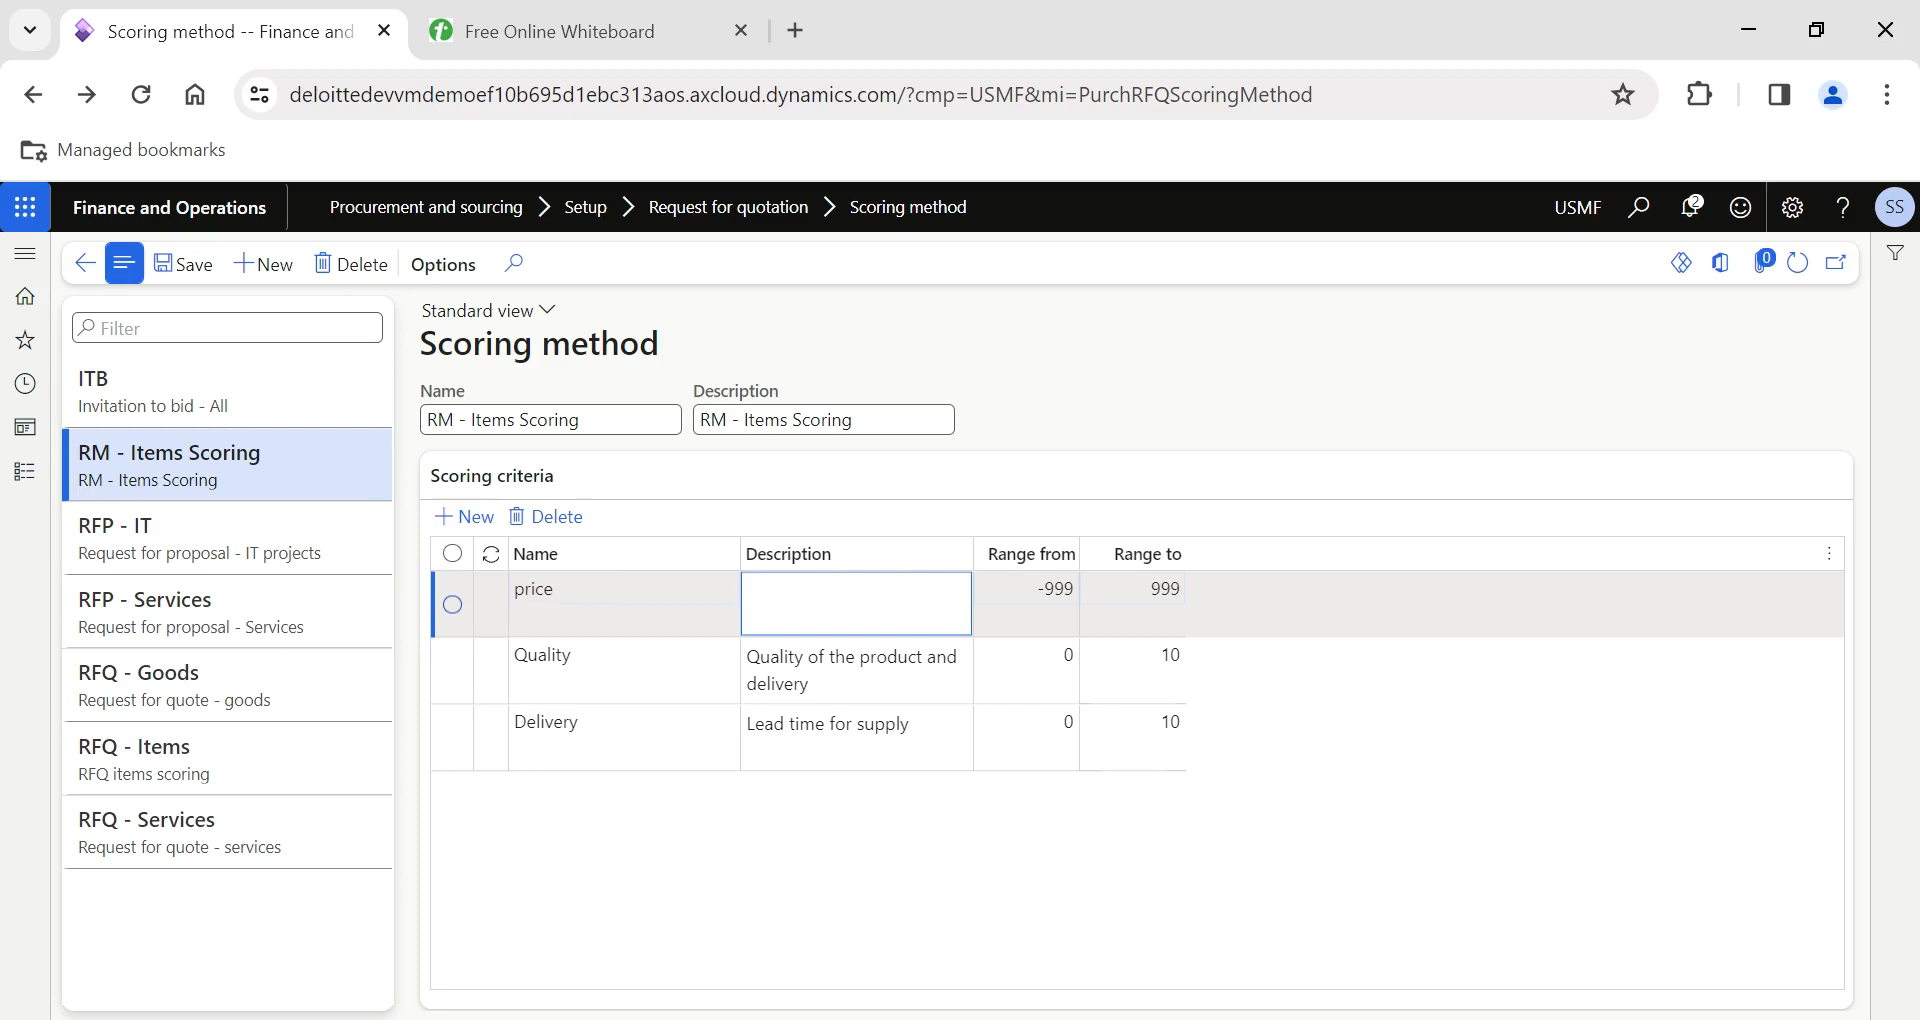 Scoring method -- Finance and
Free Online Whiteboard
deloittedevvmdemoef10b695d1ebc313aos.axcloud.dynamics.com/?cmp=USMF&mi=PurchRFQScoringMethod
Managed bookmarks
Finance and Operations
Procurement and sourcing
Setup
Request for quotation
Scoring method
USMF
2
?
SS
Save
New
Delete
Options
0
Filter
ITB
Invitation to bid - All
RM - Items Scoring
RM - Items Scoring
RFP - IT
Request for proposal - IT projects
RFP - Services
Request for proposal - Services
RFQ - Goods
Request for quote - goods
RFQ - Items
RFQ items scoring
RFQ - Services
Request for quote - services
Standard view
Scoring method
Name Description
RM - Items Scoring RM - Items Scoring
Scoring criteria
New Delete
Name Description Range from Range to
price -999 999
Quality Quality of the product and 0 10
delivery
Delivery Lead time for supply 0 10